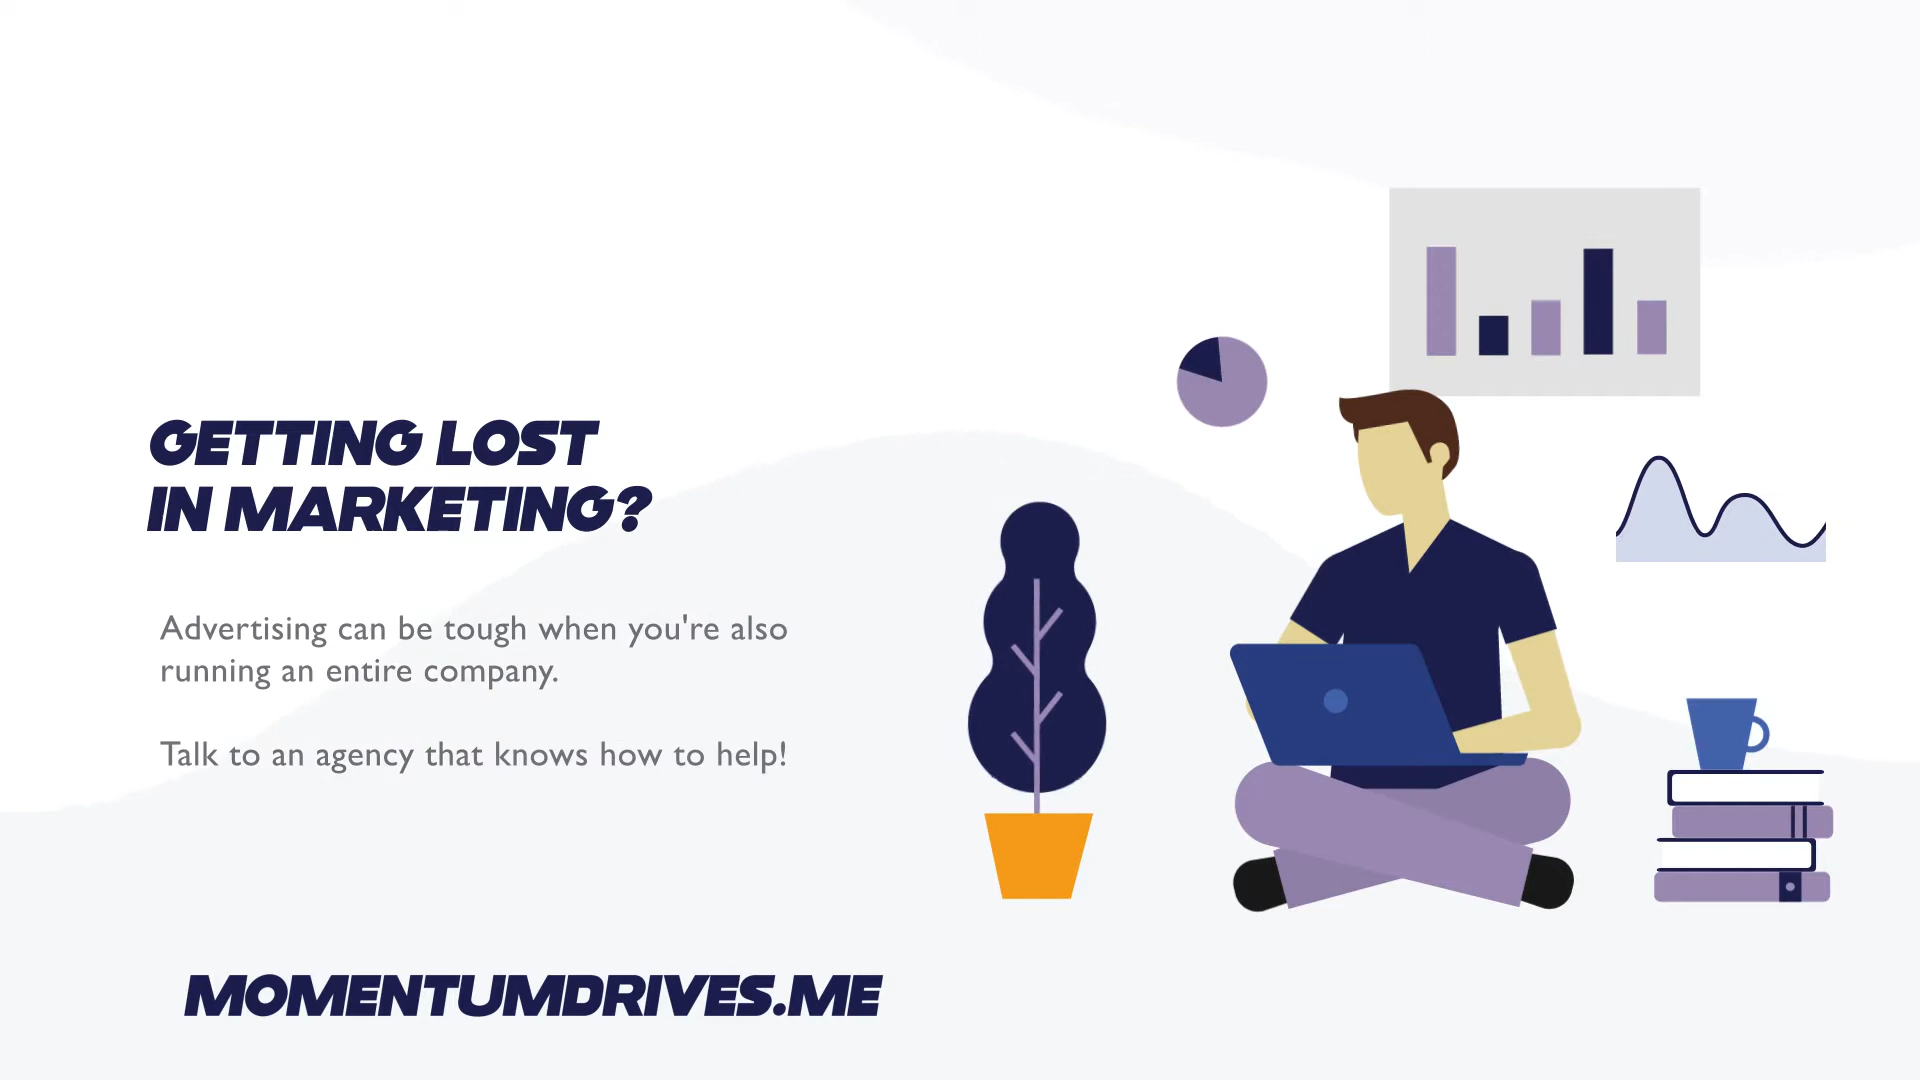 GETTING LOST
IN MARKETING?
Advertising can be tough when you're also
running an entire company.
Talk to an agency that knows how to help!
MOMENTUMDRIVES.ME